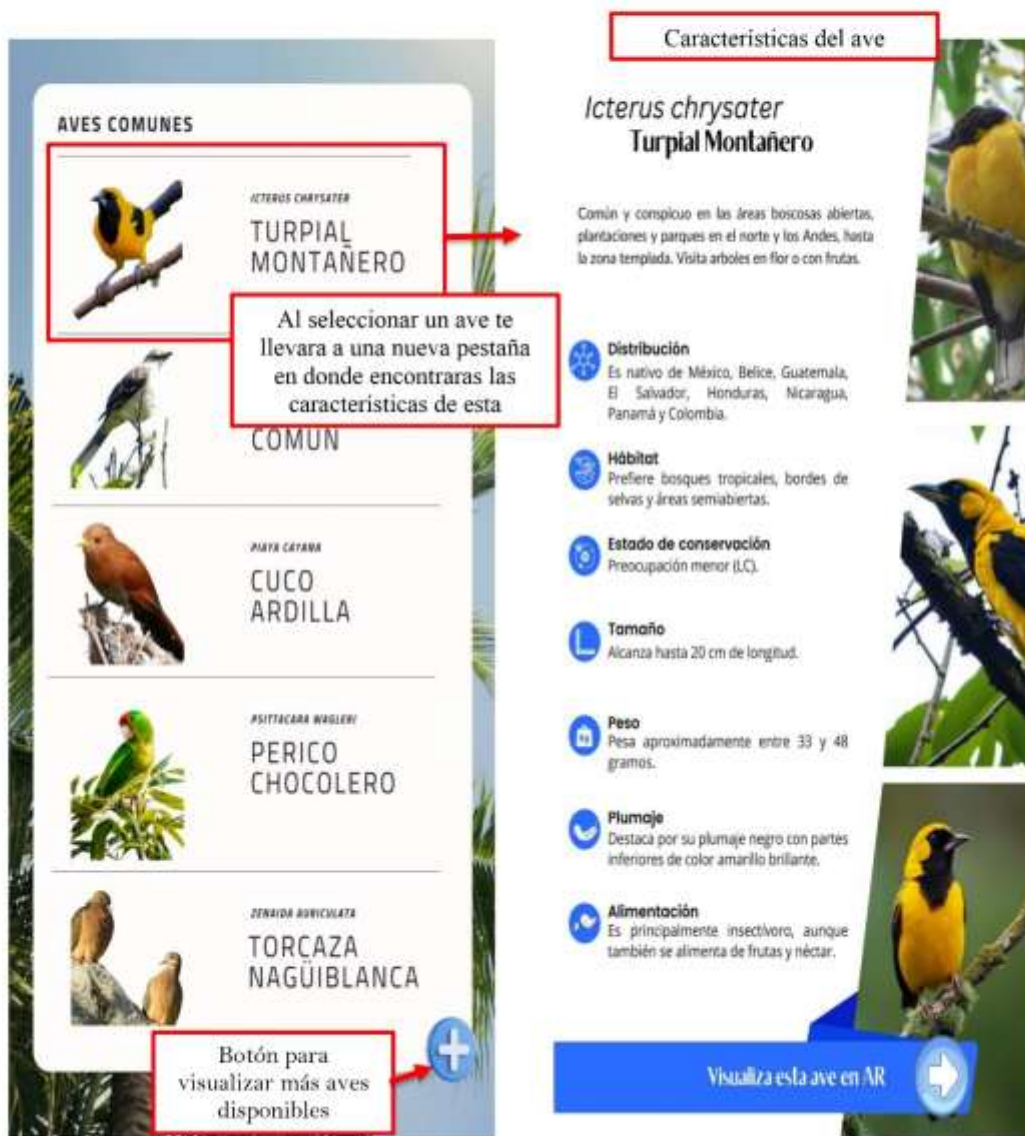 Características del ave
AVES COMUNES
ICTERUS CHRYSATER
TURPIAL
MONTAÑERO
Al seleccionar un ave te
llevara a una nueva pestaña
en donde encontraras las
características de esta
COMÚN
PIAYA CAYANA
CUCO
ARDILLA
PSITTACARA WAGLERI
PERICO
CHOCOLERO
ZENAIDA AURICULATA
TORCAZA
NAGÜIBLANCA
Botón para
visualizar más aves
disponibles
Icterus chrysater
Turpial Montañero
Común y conspicuo en las áreas boscosas abiertas,
plantaciones y parques en el norte y los Andes, hasta
la zona templada. Visita arboles en flor o con frutas.
Distribución
Es nativo de México, Belice, Guatemala,
El Salvador, Honduras, Nicaragua,
Panamá y Colombia.
Hábitat
Prefiere bosques tropicales, bordes de
selvas y áreas semiabiertas.
Estado de conservación
Preocupación menor (LC).
Tamaño
Alcanza hasta 20 cm de longitud.
Peso
Pesa aproximadamente entre 33 y 48
gramos.
Plumaje
Destaca por su plumaje negro con partes
inferiores de color amarillo brillante.
Alimentación
Es principalmente insectívoro, aunque
también se alimenta de frutas y néctar.
Visualiza esta ave en AR